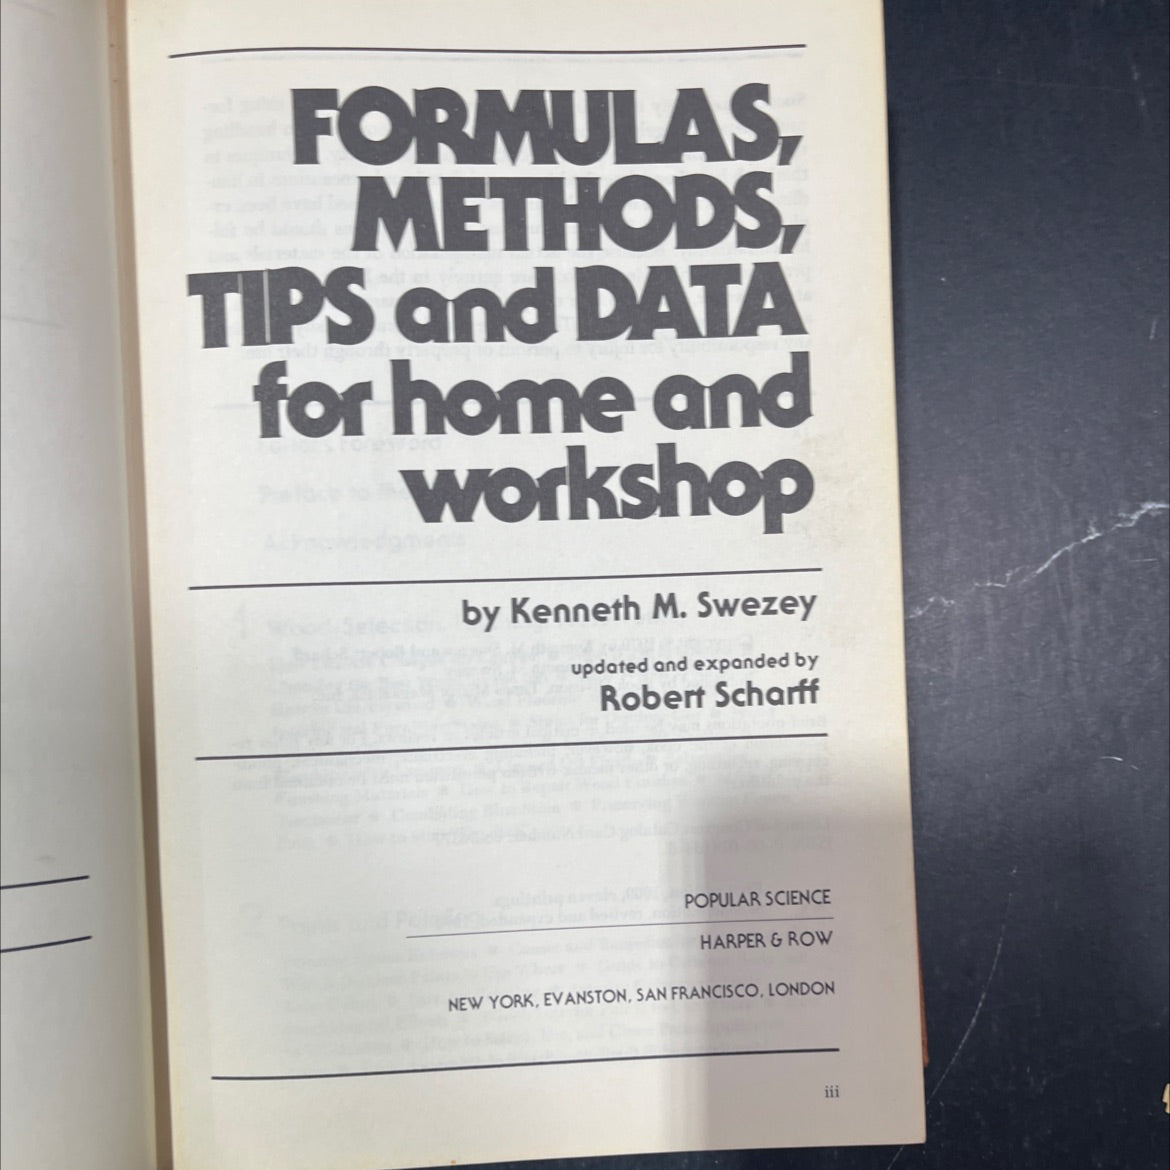 FORMULAS,
METHODS,
TIPS and DATA
for home and
workshop
by Kenneth M. Swezey
updated and expanded by
Robert Scharff
POPULAR SCIENCE
HARPER & ROW
NEW YORK, EVANSTON, SAN FRANCISCO, LONDON
iii